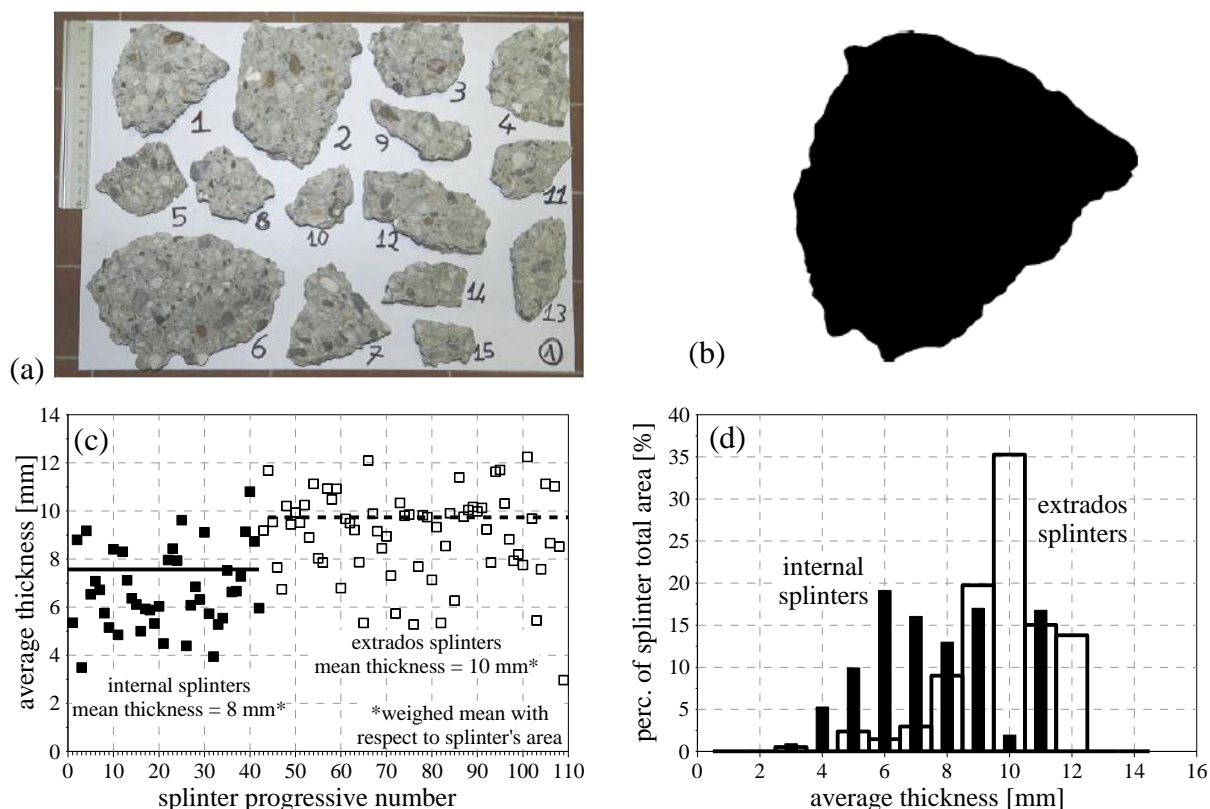 1
2
3
4
5
8
10
9
12
11
6
7
14
15
13
1
(a)
(b)
(c)
14
12
10
8
6
4
2
0
average thickness [mm]
internal splinters
mean thickness = 8 mm*
extrados splinters
mean thickness = 10 mm*
*weighed mean with
respect to splinter's area
0 10 20 30 40 50 60 70 80 90 100 110
splinter progressive number
(d)
40
35
30
25
20
15
10
5
0
perc. of splinter total area [%]
internal
splinters
extrados
splinters
0 2 4 6 8 10 12 14 16
average thickness [mm]